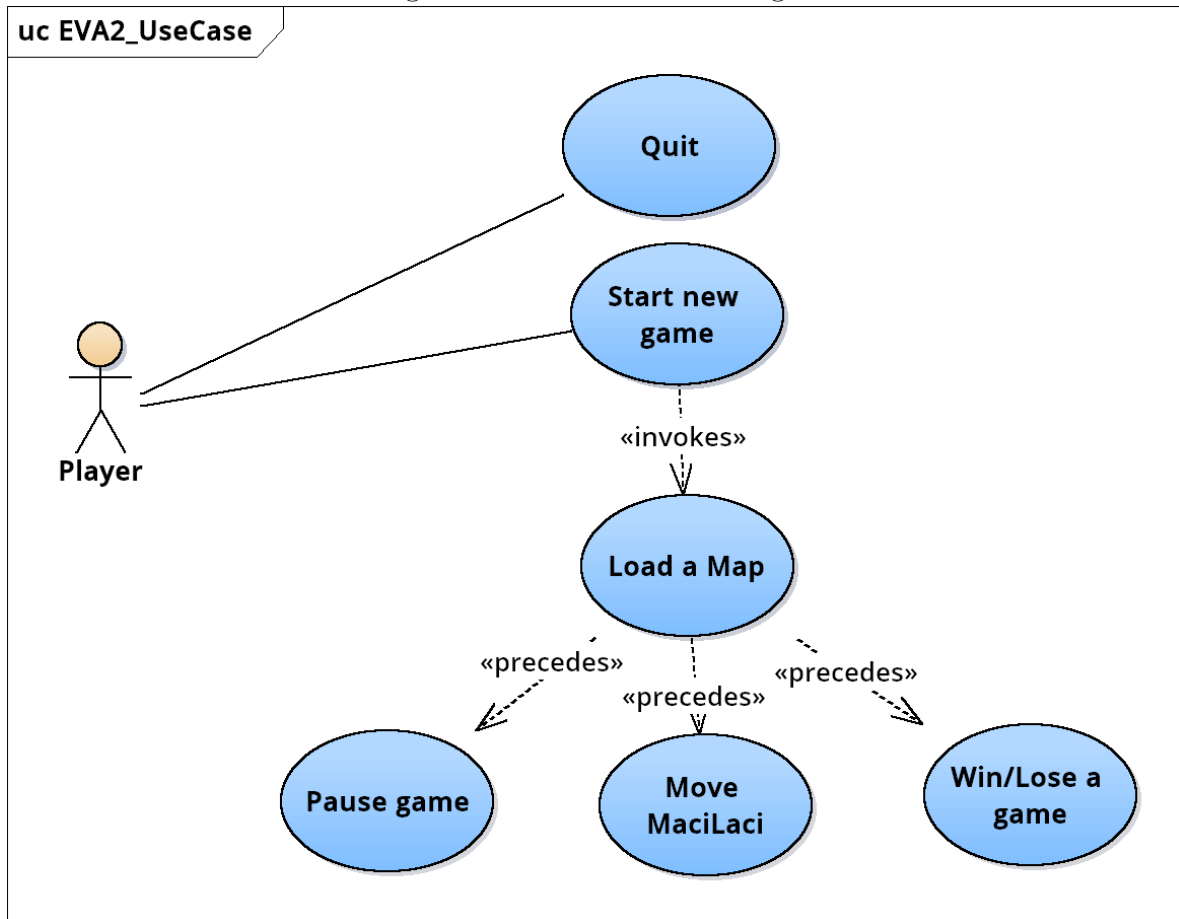 uc EVA2_UseCase
Quit
Start new
game
Player
«invokes»
Load a Map
«precedes»
«precedes»
«precedes»
Pause game
Move
MaciLaci
Win/Lose a
game